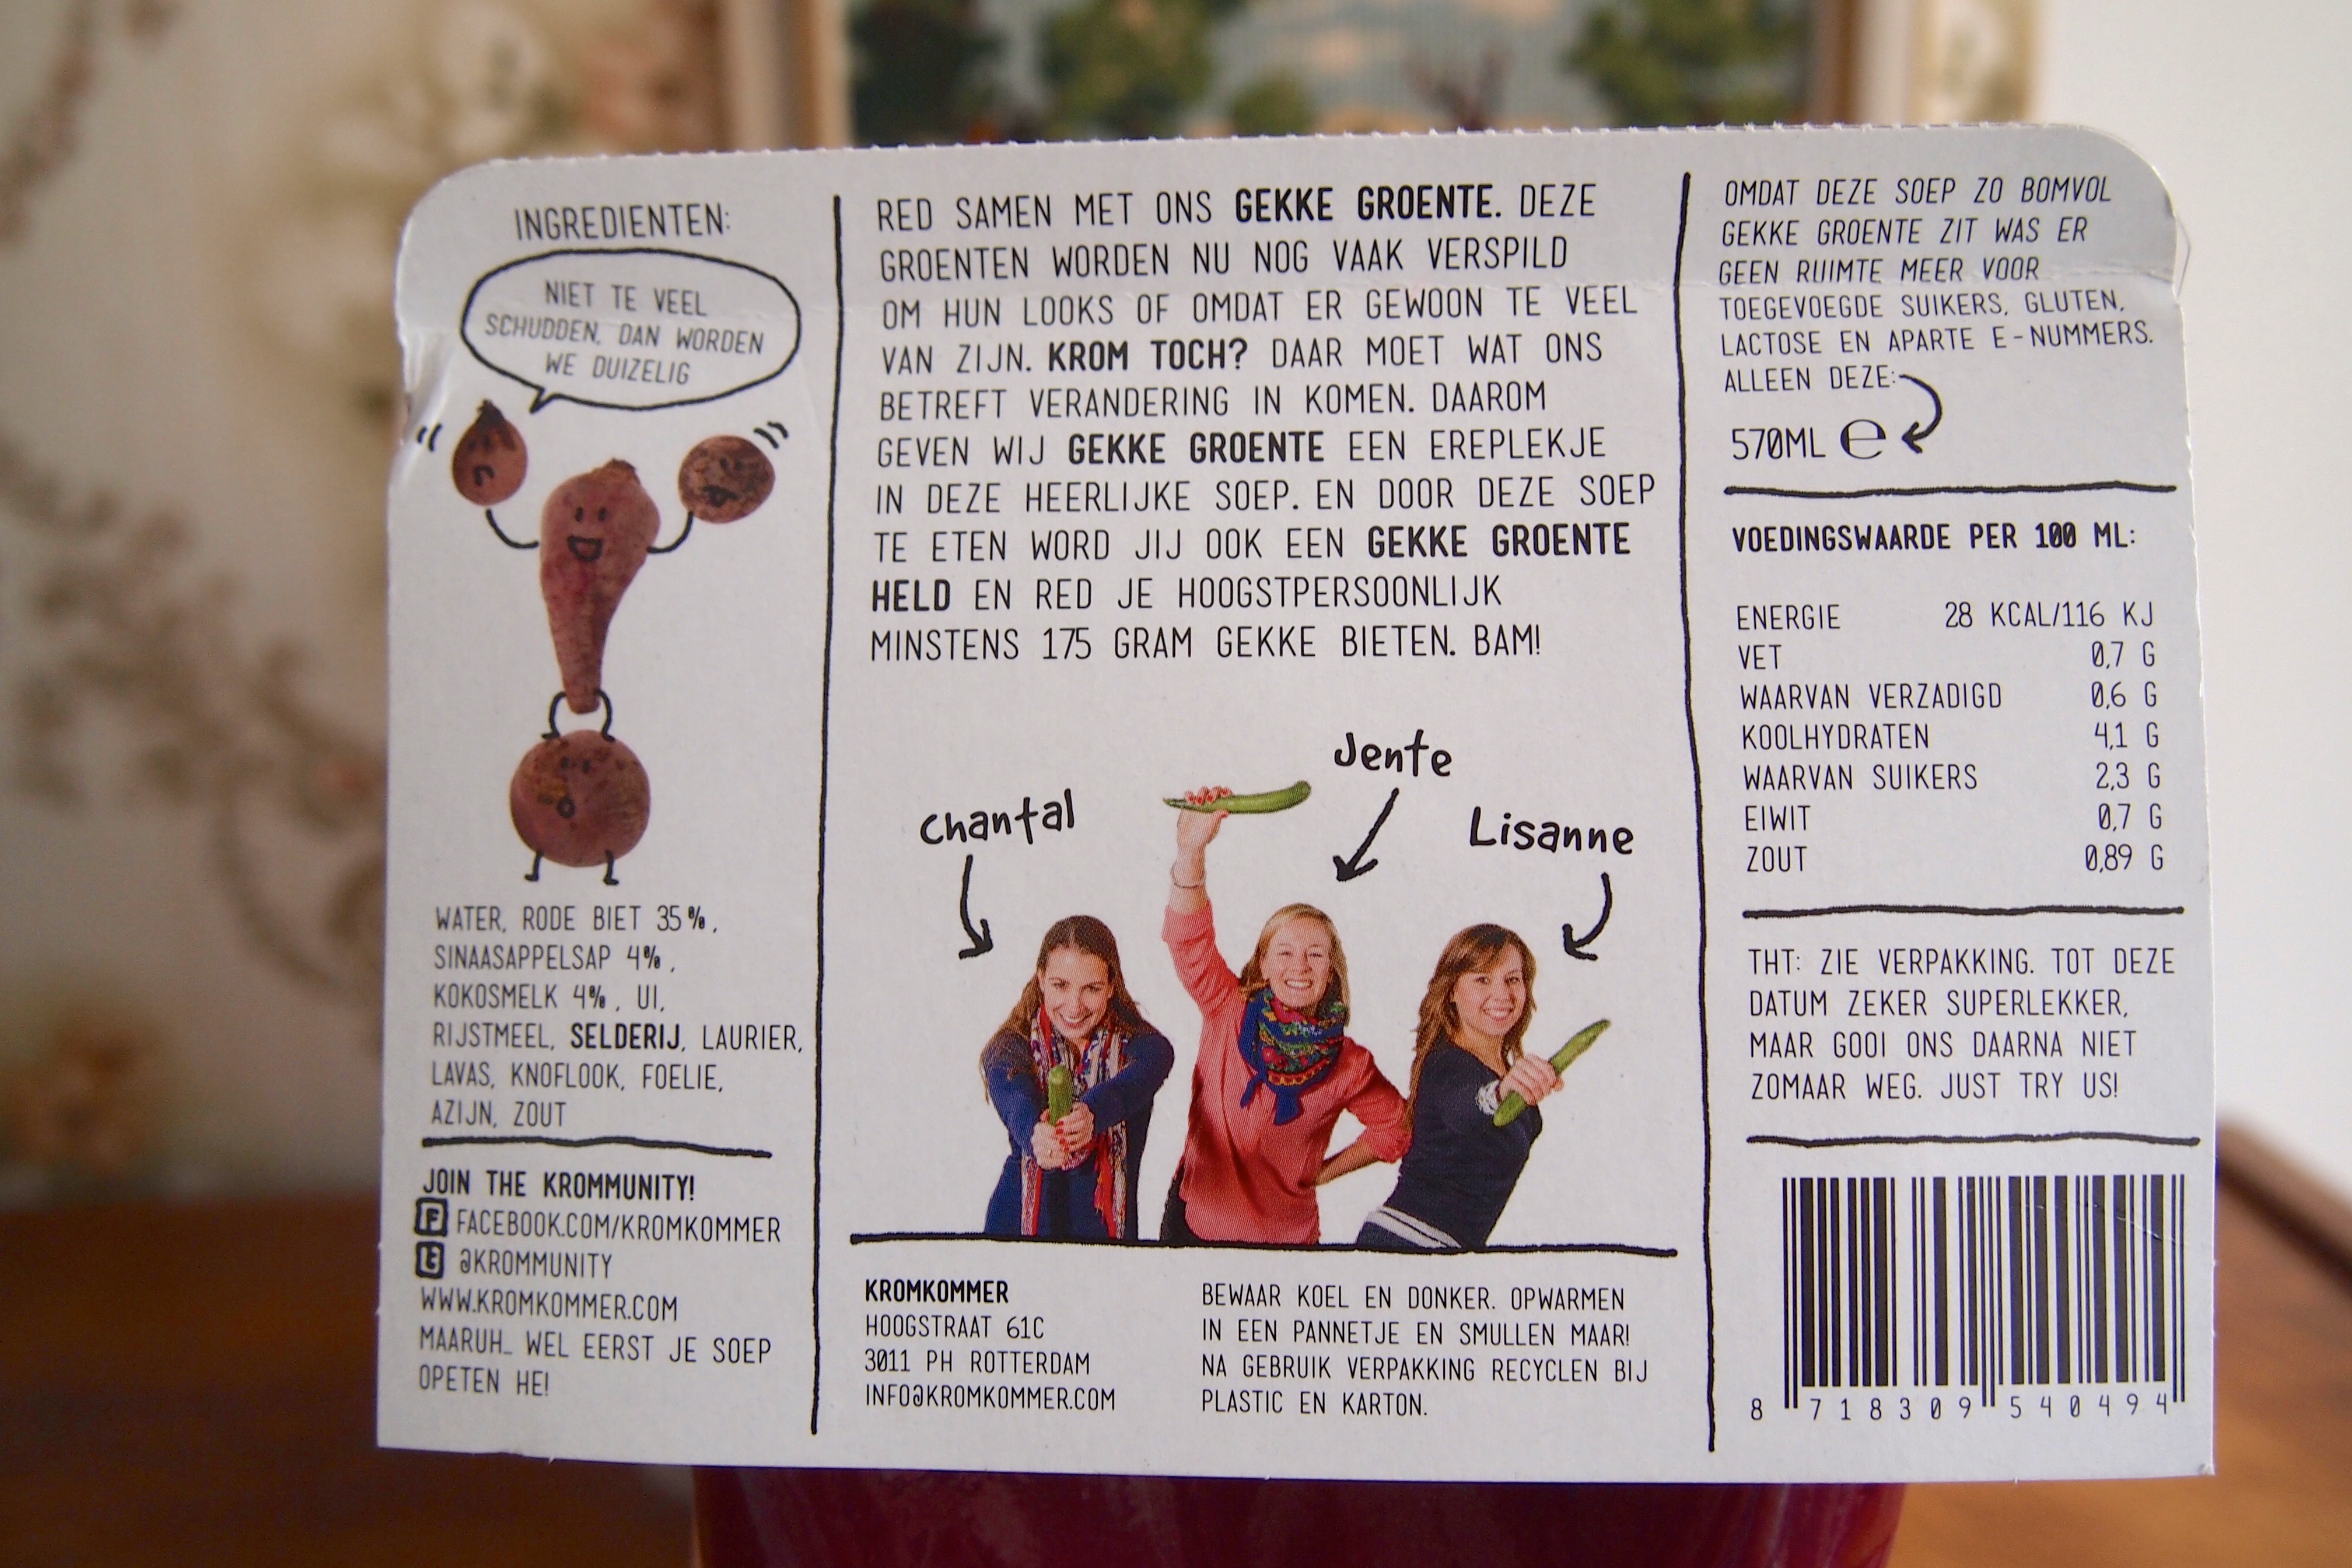 INGREDIENTEN:
NIET TE VEEL
SCHUDDEN, DAN WORDEN
WE DUIZELIG
WATER, RODE BIET 35%,
SINAASAPPELSAP 4%,
KOKOSMELK 4%, UI,
RIJSTMEEL, SELDERIJ, LAURIER,
LAVAS, KNOFLOOK, FOELIE,
AZIJN, ZOUT
JOIN THE KROMMUNITY!
F FACEBOOK.COM/KROMKOMMER
t @KROMMUNITY
WWW.KROMKOMMER.COM
MAARUH... WEL EERST JE SOEP
OPETEN HE!
RED SAMEN MET ONS GEKKE GROENTE. DEZE
GROENTEN WORDEN NU NOG VAAK VERSPILD
OM HUN LOOKS OF OMDAT ER GEWOON TE VEEL
VAN ZIJN. KROM TOCH? DAAR MOET WAT ONS
BETREFT VERANDERING IN KOMEN. DAAROM
GEVEN WIJ GEKKE GROENTE EEN EREPLEKJE
IN DEZE HEERLIJKE SOEP. EN DOOR DEZE SOEP
TE ETEN WORD JIJ OOK EEN GEKKE GROENTE
HELD EN RED JE HOOGSTPERSOONLIJK
MINSTENS 175 GRAM GEKKE BIETEN. BAM!
Chantal
Jente
Lisanne
KROMKOMMER
HOOGSTRAAT 61C
3011 PH ROTTERDAM
INFO@KROMKOMMER.COM
BEWAAR KOEL EN DONKER. OPWARMEN
IN EEN PANNETJE EN SMULLEN MAAR!
NA GEBRUIK VERPAKKING RECYCLEN BIJ
PLASTIC EN KARTON.
OMDAT DEZE SOEP ZO BOMVOL
GEKKE GROENTE ZIT WAS ER
GEEN RUIMTE MEER VOOR
TOEGEVOEGDE SUIKERS, GLUTEN,
LACTOSE EN APARTE E-NUMMERS.
ALLEEN DEZE:
570ML ℮
VOEDINGSWAARDE PER 100 ML:
ENERGIE 28 KCAL/116 KJ
VET 0,7 G
WAARVAN VERZADIGD 0,6 G
KOOLHYDRATEN 4,1 G
WAARVAN SUIKERS 2,3 G
EIWIT 0,7 G
ZOUT 0,89 G
THT: ZIE VERPAKKING. TOT DEZE
DATUM ZEKER SUPERLEKKER,
MAAR GOOI ONS DAARNA NIET
ZOMAAR WEG. JUST TRY US!
8 718309 540494